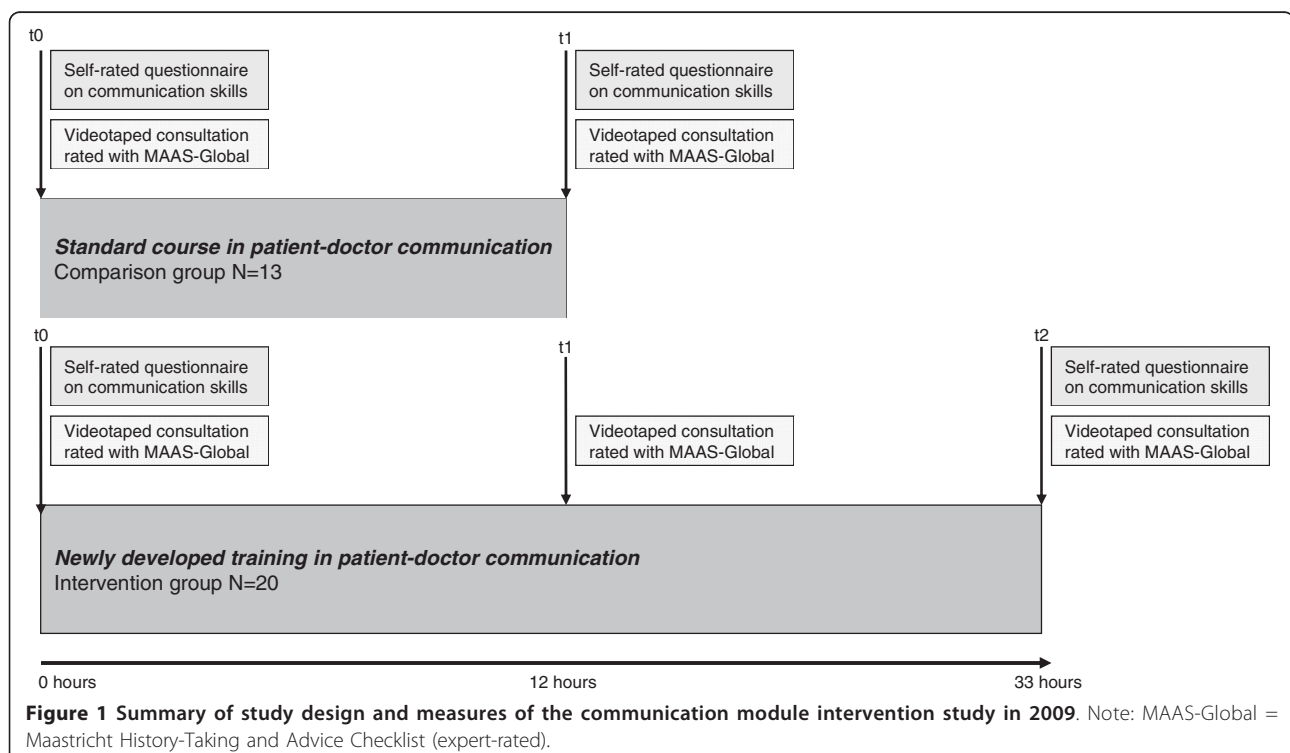 t0
t1
Self-rated questionnaire
on communication skills
Self-rated questionnaire
on communication skills
Videotaped consultation
rated with MAAS-Global
Videotaped consultation
rated with MAAS-Global
Standard course in patient-doctor communication
Comparison group N=13
t0
t1
t2
Self-rated questionnaire
on communication skills
Self-rated questionnaire
on communication skills
Videotaped consultation
rated with MAAS-Global
Videotaped consultation
rated with MAAS-Global
Videotaped consultation
rated with MAAS-Global
Newly developed training in patient-doctor communication
Intervention group N=20
0 hours
12 hours
33 hours
Figure 1 Summary of study design and measures of the communication module intervention study in 2009. Note: MAAS-Global =
Maastricht History-Taking and Advice Checklist (expert-rated).